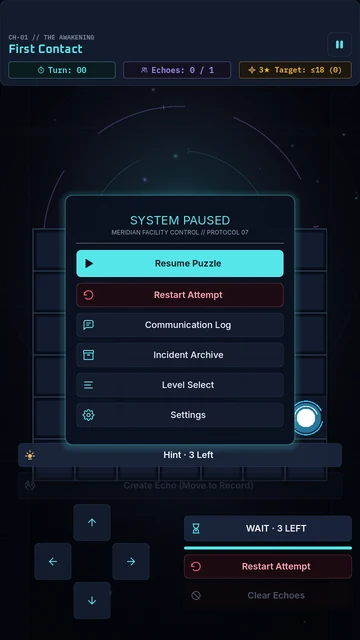 CH-01 // THE AWAKENING
First Contact
Turn: 00
Echoes: 0 / 1
3★ Target: ≤18 (0)
SYSTEM PAUSED
MERIDIAN FACILITY CONTROL // PROTOCOL 07
Resume Puzzle
Restart Attempt
Communication Log
Incident Archive
Level Select
Settings
Hint · 3 Left
Create Echo (Move to Record)
WAIT · 3 LEFT
Restart Attempt
Clear Echoes